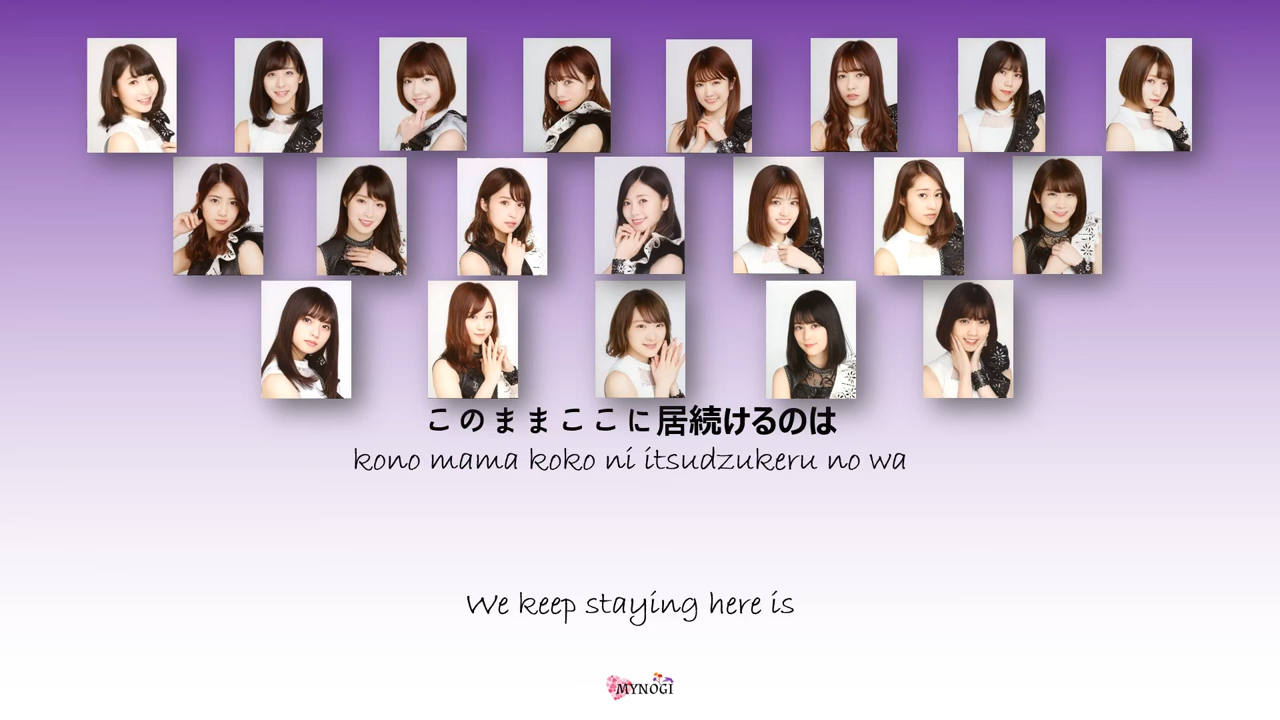 このままここに居続けるのは
kono mama koko ni itsudzukeru no wa
We keep staying here is
MYNOGI